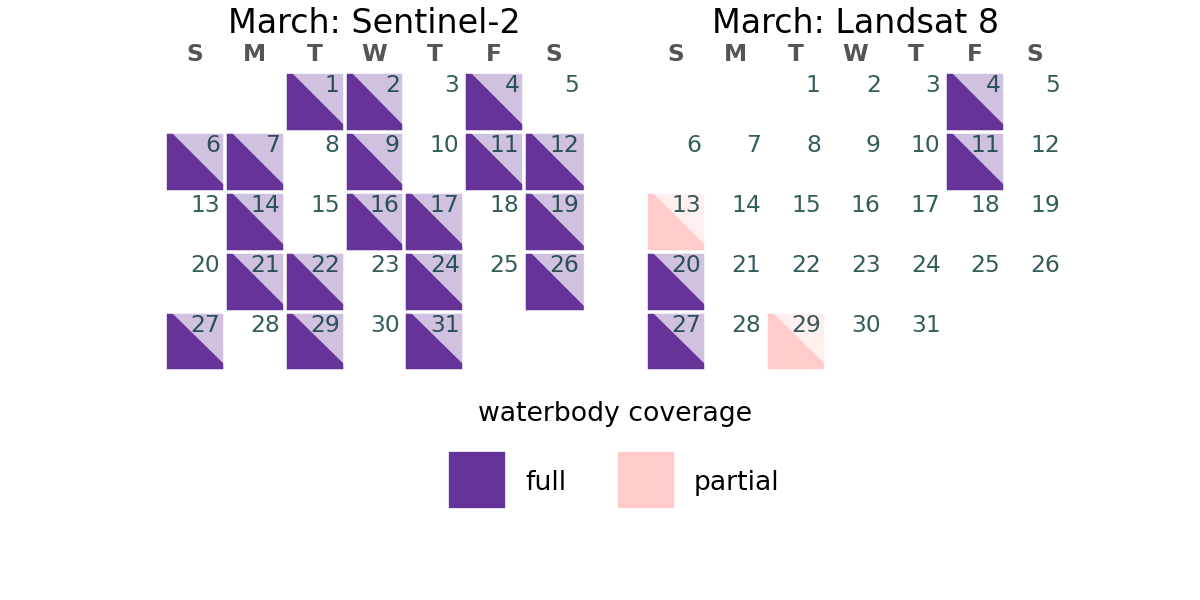 March: Sentinel-2
S M T W T F S
1 2 3 4 5
6 7 8 9 10 11 12
13 14 15 16 17 18 19
20 21 22 23 24 25 26
27 28 29 30 31
March: Landsat 8
S M T W T F S
1 2 3 4 5
6 7 8 9 10 11 12
13 14 15 16 17 18 19
20 21 22 23 24 25 26
27 28 29 30 31
waterbody coverage
full
partial